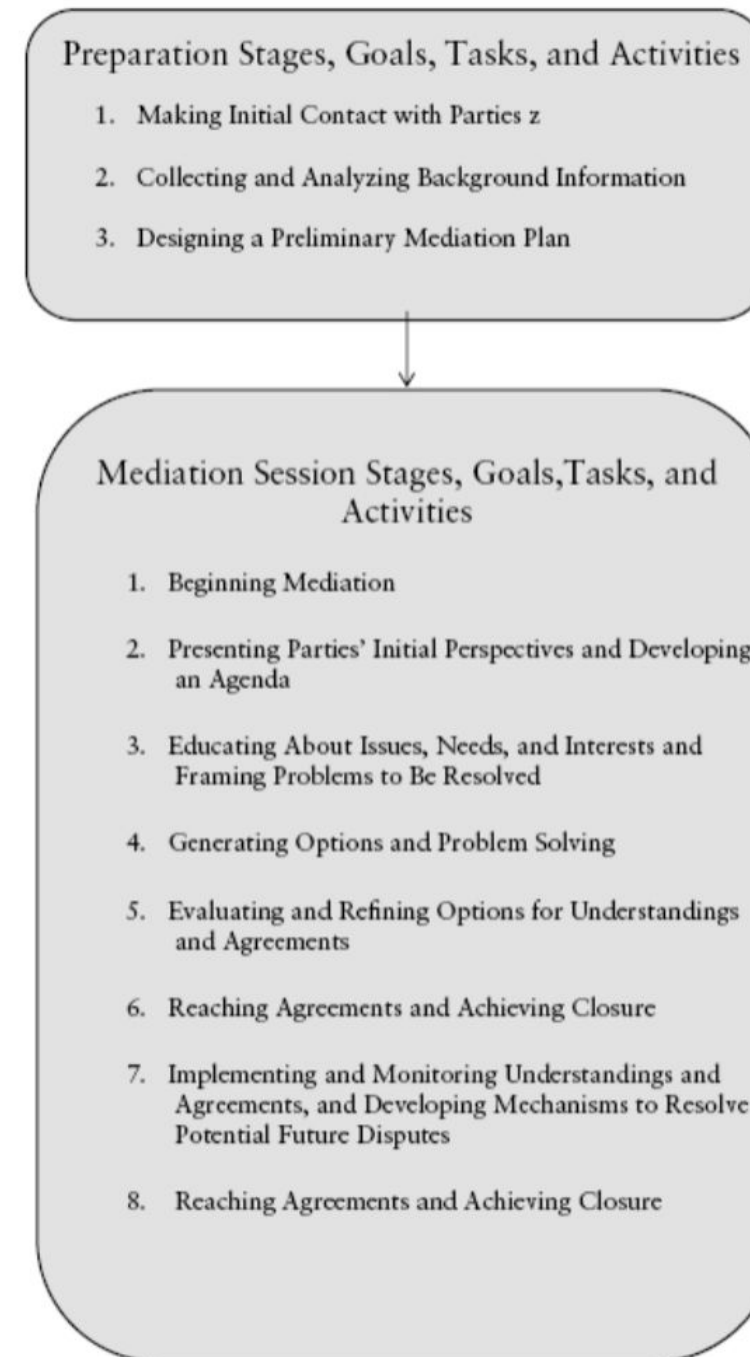 Preparation Stages, Goals, Tasks, and Activities
1. Making Initial Contact with Parties z
2. Collecting and Analyzing Background Information
3. Designing a Preliminary Mediation Plan
Mediation Session Stages, Goals,Tasks, and
Activities
1. Beginning Mediation
2. Presenting Parties’ Initial Perspectives and Developing
an Agenda
3. Educating About Issues, Needs, and Interests and
Framing Problems to Be Resolved
4. Generating Options and Problem Solving
5. Evaluating and Refining Options for Understandings
and Agreements
6. Reaching Agreements and Achieving Closure
7. Implementing and Monitoring Understandings and
Agreements, and Developing Mechanisms to Resolve
Potential Future Disputes
8. Reaching Agreements and Achieving Closure